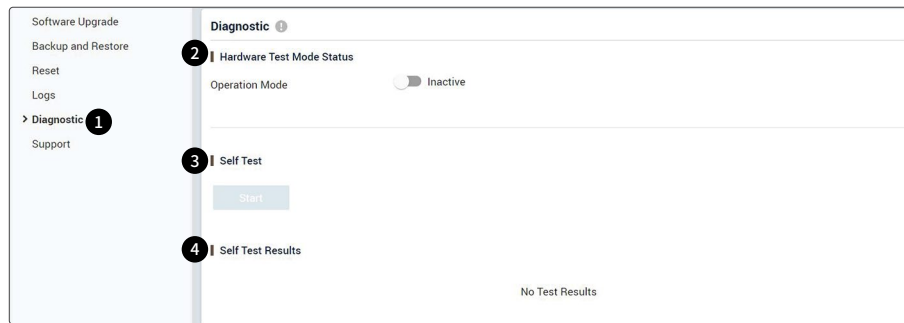 Software Upgrade
Backup and Restore
Reset
Logs
> Diagnostic 1
Support
Diagnostic !
2 Hardware Test Mode Status
Operation Mode Inactive
3 Self Test
Start
4 Self Test Results
No Test Results